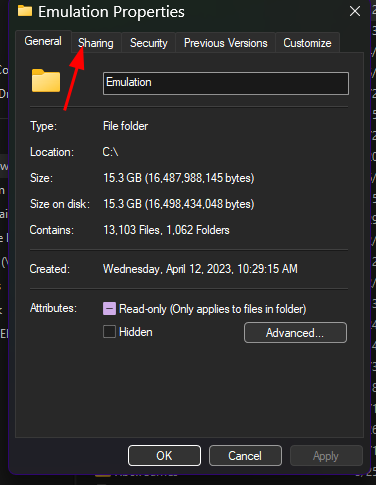 Emulation Properties
General Sharing Security Previous Versions Customize
Emulation
Type: File folder
Location: C:\
Size: 15.3 GB (16,487,988,145 bytes)
Size on disk: 15.3 GB (16,498,434,048 bytes)
Contains: 13,103 Files, 1,062 Folders
Created: Wednesday, April 12, 2023, 10:29:15 AM
Attributes: Read-only (Only applies to files in folder)
Hidden Advanced...
OK Cancel Apply